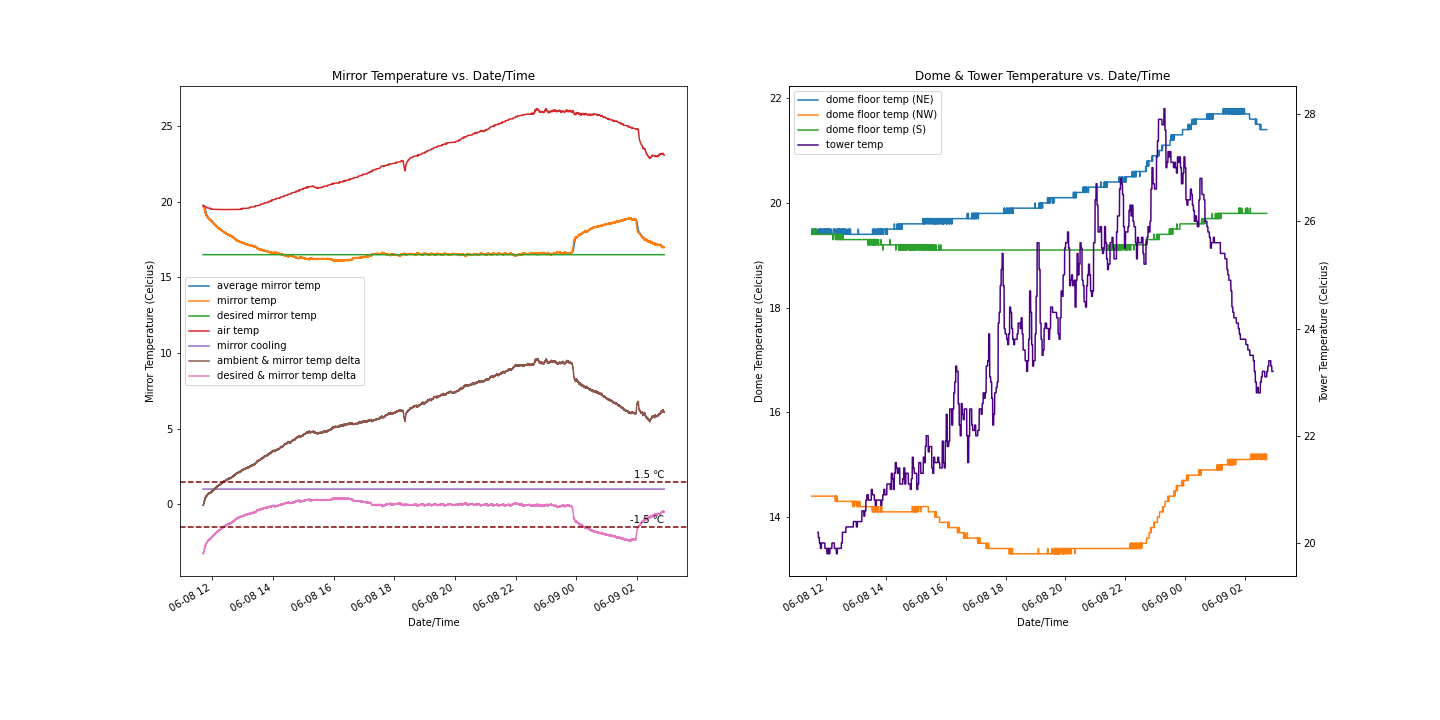 Mirror Temperature vs. Date/Time
Mirror Temperature (Celcius)
25
20
15
10
5
0
average mirror temp
mirror temp
desired mirror temp
air temp
mirror cooling
ambient & mirror temp delta
desired & mirror temp delta
1.5 °C
-1.5 °C
06-08 12
06-08 14
06-08 16
06-08 18
06-08 20
06-08 22
06-09 00
06-09 02
Date/Time
Dome & Tower Temperature vs. Date/Time
Dome Temperature (Celcius)
22
20
18
16
14
dome floor temp (NE)
dome floor temp (NW)
dome floor temp (S)
tower temp
28
26
24
22
20
Tower Temperature (Celcius)
06-08 12
06-08 14
06-08 16
06-08 18
06-08 20
06-08 22
06-09 00
06-09 02
Date/Time